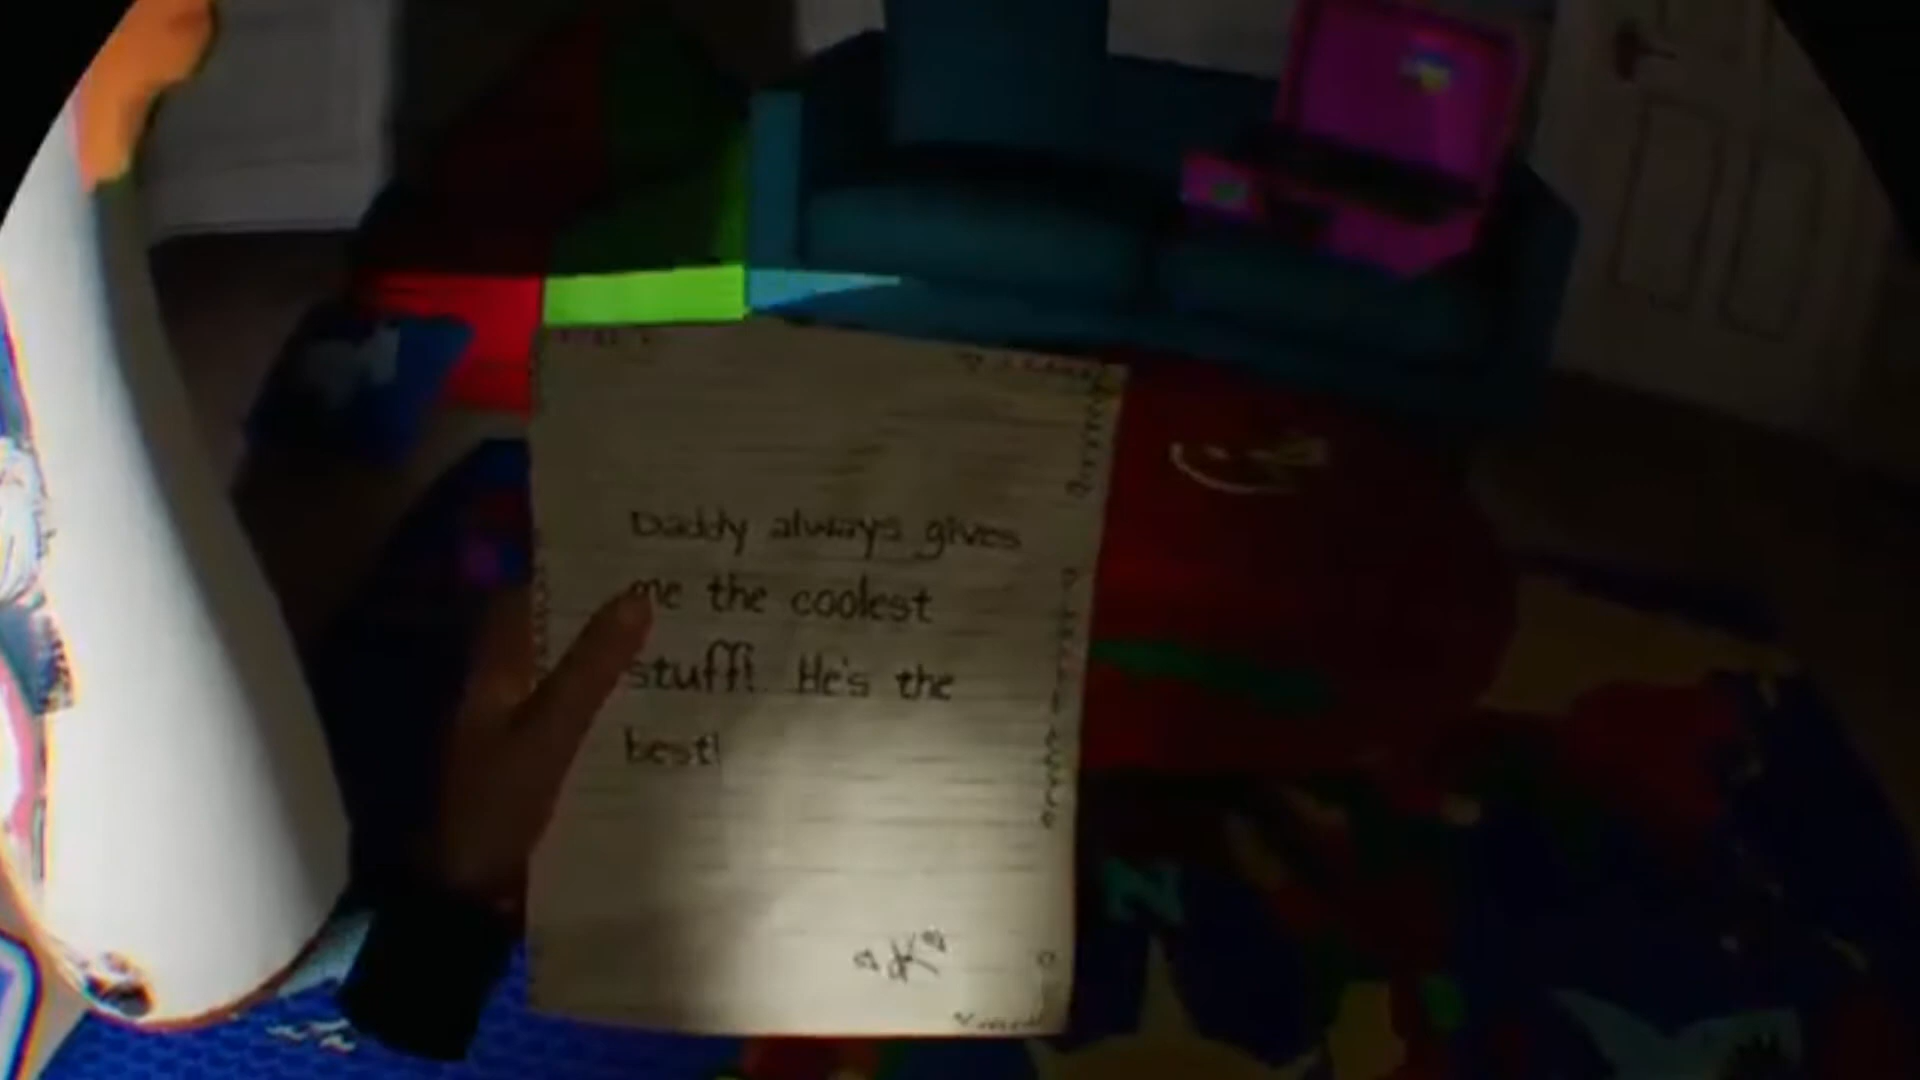 Daddy always gives
me the coolest
stuff! He's the
best!
K
Z